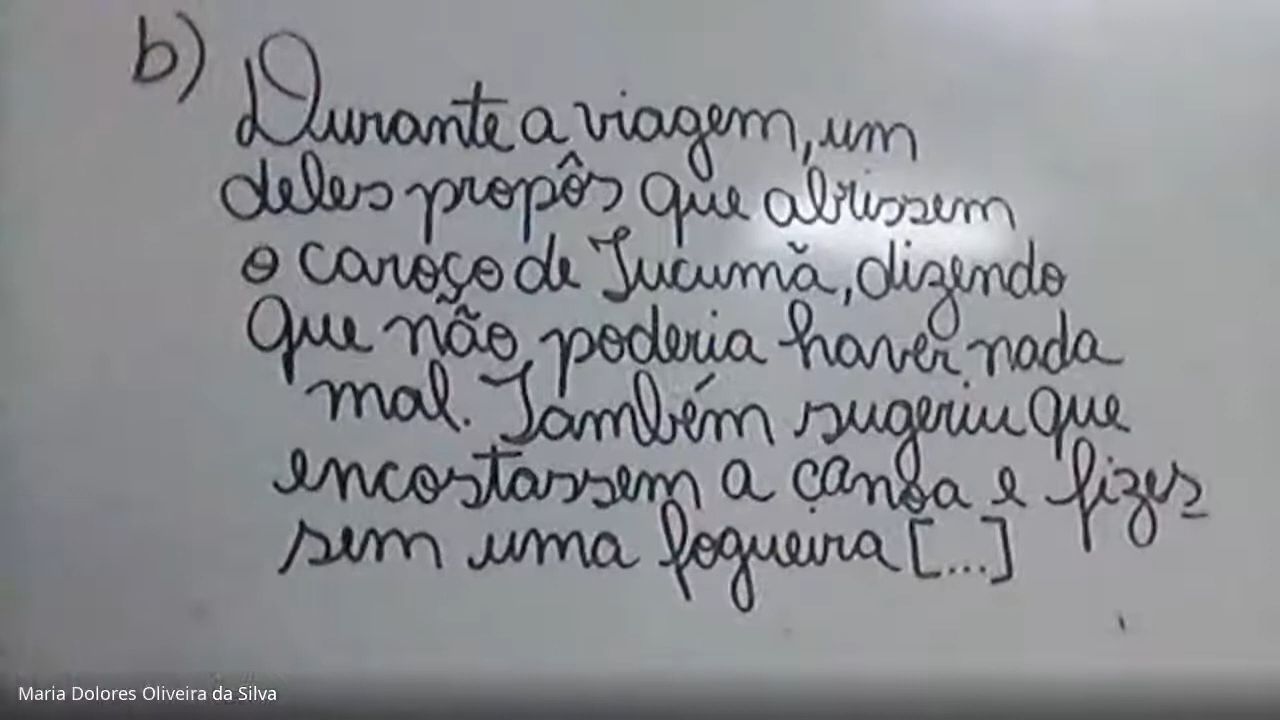 b) Durante a viagem, um
deles propôs que abrissem
o caroço de Tucumã, dizendo
que não poderia haver nada
mal. Também sugeriu que
encostassem a canoa e fizes
sem uma fogueira [...]
Maria Dolores Oliveira da Silva